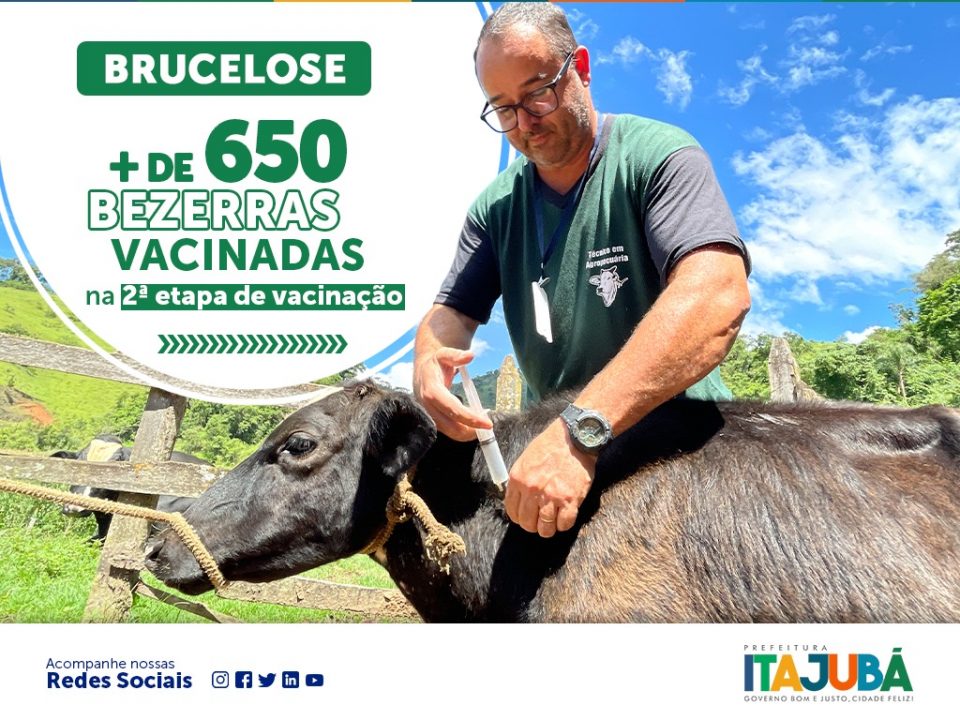 BRUCELOSE
+ DE 650
BEZERRAS
VACINADAS
na 2ª etapa de vacinação
Técnico em
Agropecuária
Acompanhe nossas
Redes Sociais
PREFEITURA
ITAJUBÁ
GOVERNO BOM E JUSTO, CIDADE FELIZ!